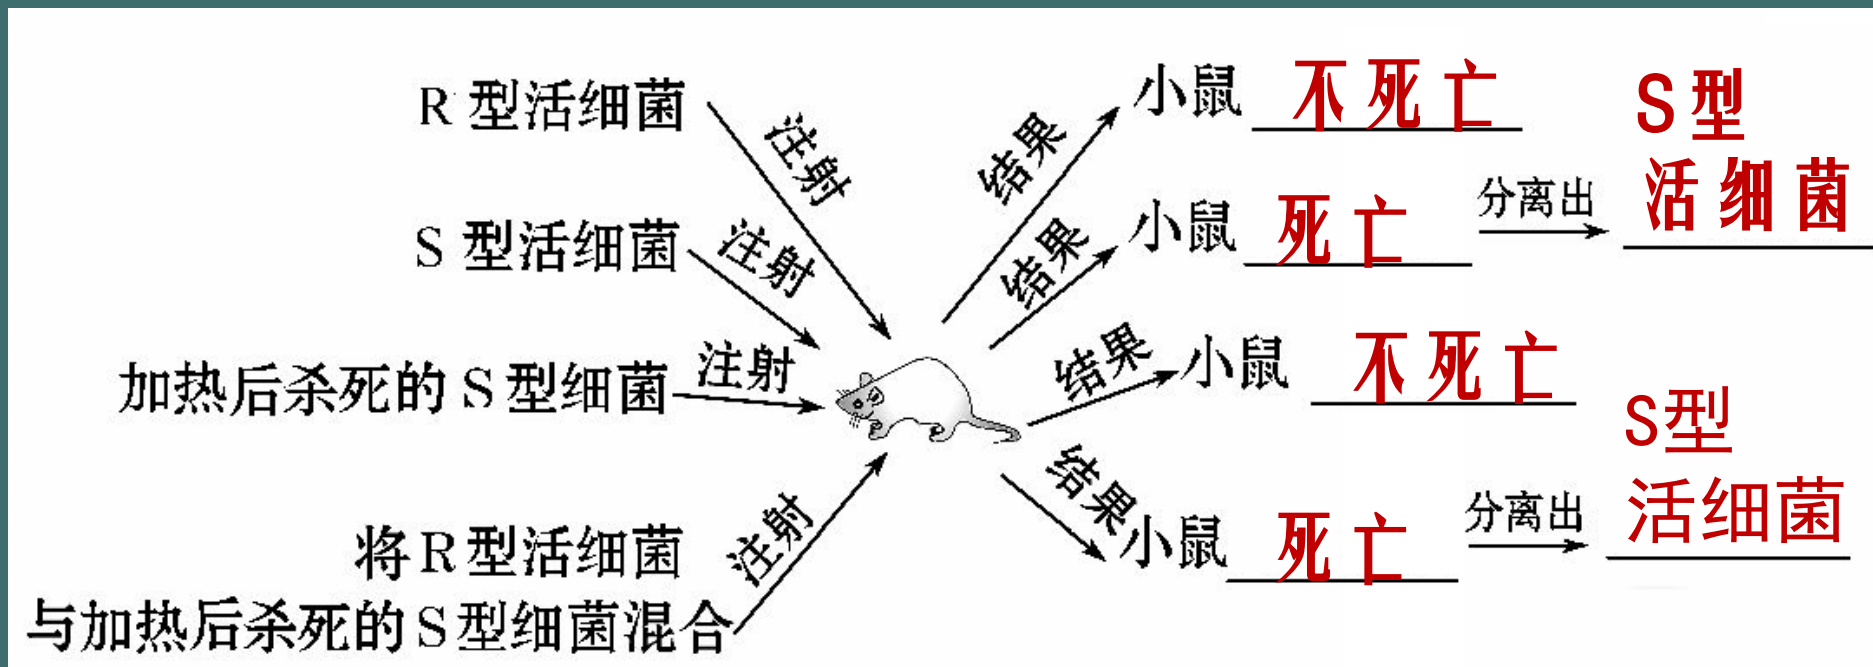 R 型活细菌
注射
结果
小鼠 不死亡
S型
活细菌
S 型活细菌
注射
结果
小鼠 死亡
分离出
加热后杀死的 S 型细菌
注射
结果
小鼠 不死亡
将R型活细菌
与加热后杀死的S型细菌混合
注射
结果
小鼠 死亡
分离出
S型
活细菌